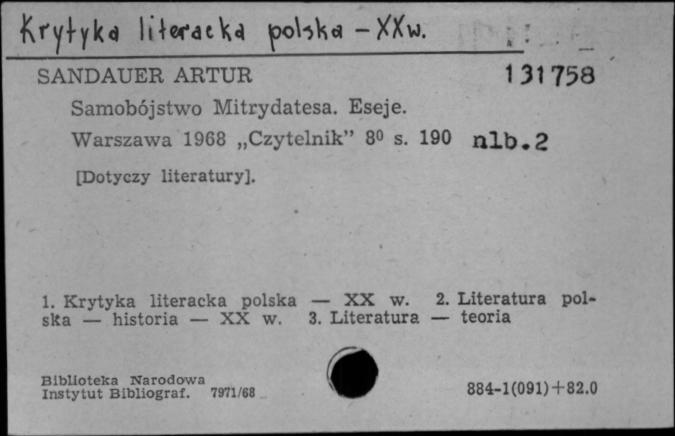 Krytyka literacka polska – XXw.
SANDAUER ARTUR 131758
Samobójstwo Mitrydatesa. Eseje.
Warszawa 1968 „Czytelnik” 8⁰ s. 190 nlb.2
[Dotyczy literatury].
1. Krytyka literacka polska — XX w. 2. Literatura pol-
ska — historia — XX w. 3. Literatura — teoria
Biblioteka Narodowa
Instytut Bibliograf. 7971/68
884-1(091)+82.0